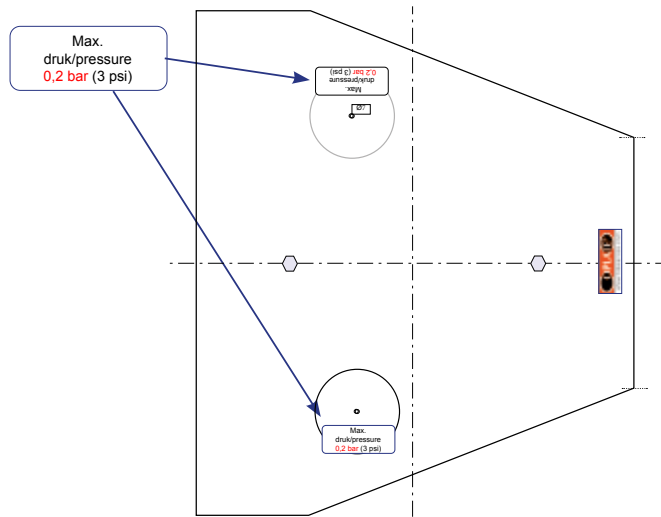 Max.
druk/pressure
0,2 bar (3 psi)
Max.
druk/pressure
0,2 bar (3 psi)
Max.
druk/pressure
0,2 bar (3 psi)